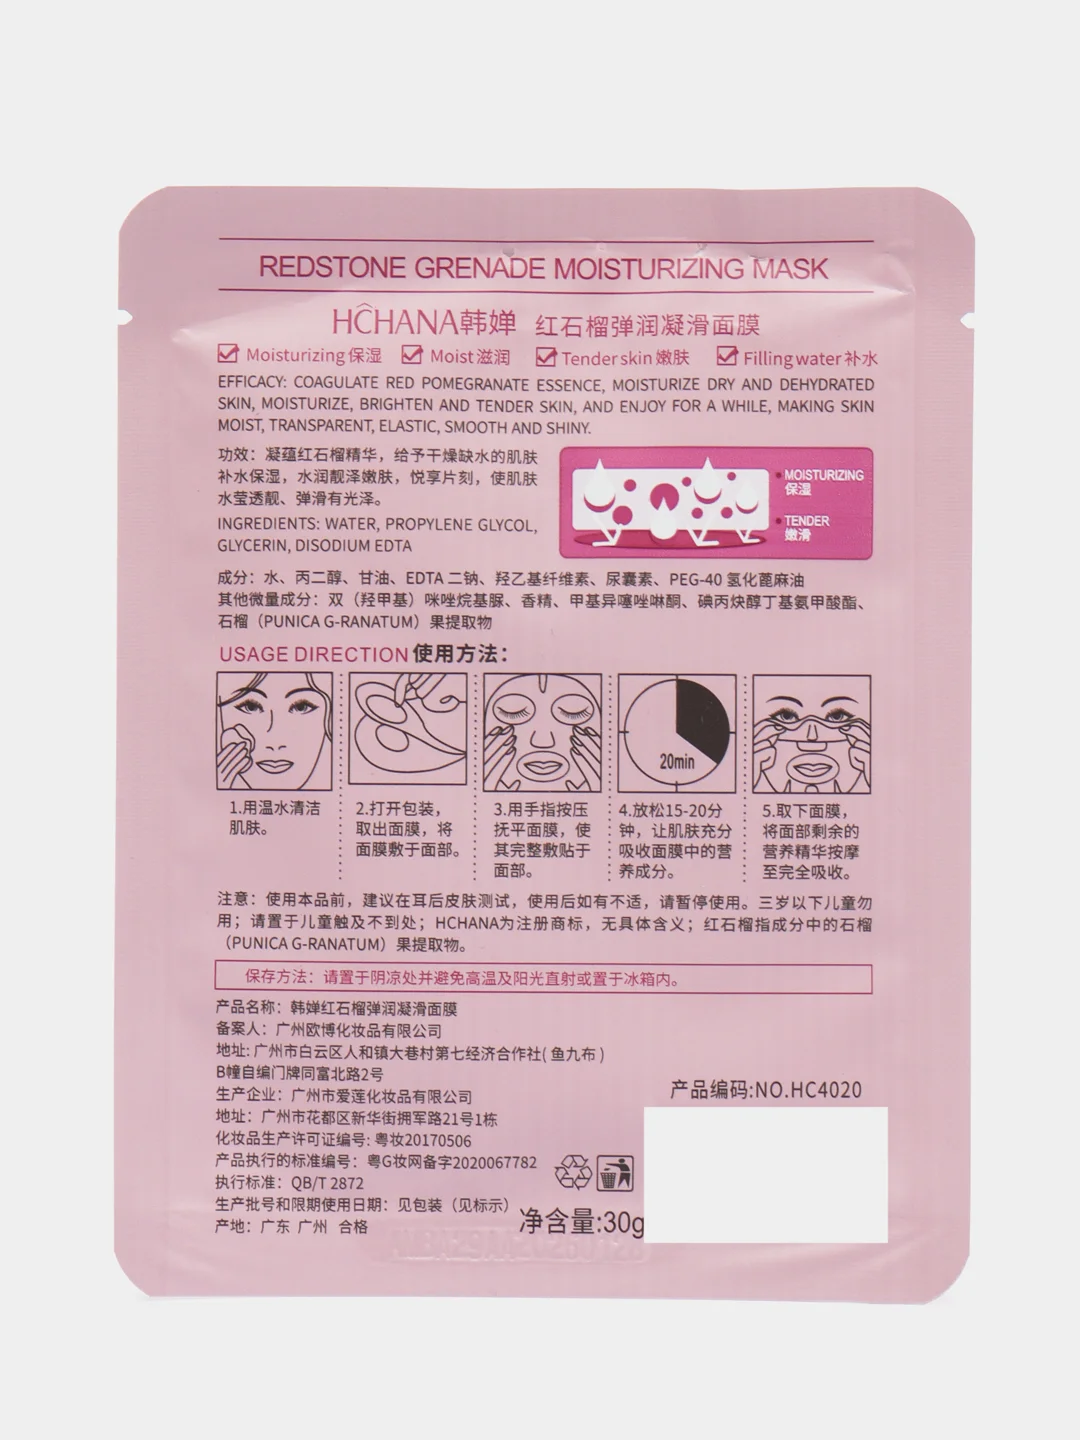 REDSTONE GRENADE MOISTURIZING MASK
HCHANA韩婵 红石榴弹润凝滑面膜
Moisturizing保湿 Moist滋润 Tender skin 嫩肤 Filling water 补水
EFFICACY: COAGULATE RED POMEGRANATE ESSENCE, MOISTURIZE DRY AND DEHYDRATED
SKIN, MOISTURIZE, BRIGHTEN AND TENDER SKIN, AND ENJOY FOR A WHILE, MAKING SKIN
MOIST, TRANSPARENT, ELASTIC, SMOOTH AND SHINY.
功效：凝蕴红石榴精华，给予干燥缺水的肌肤
补水保湿，水润靓泽嫩肤，悦享片刻，使肌肤
水莹透靓、弹滑有光泽。
MOISTURIZING
保湿
TENDER
嫩滑
INGREDIENTS: WATER, PROPYLENE GLYCOL,
GLYCERIN, DISODIUM EDTA
成分：水、丙二醇、甘油、EDTA 二钠、羟乙基纤维素、尿囊素、PEG-40 氢化蓖麻油
其他微量成分：双（羟甲基）咪唑烷基脲、香精、甲基异噻唑啉酮、碘丙炔醇丁基氨甲酸酯、
石榴（PUNICA G-RANATUM）果提取物
USAGE DIRECTION 使用方法：
20min
1.用温水清洁
肌肤。
2.打开包装，
取出面膜，将
面膜敷于面部。
3.用手指按压
抚平面膜，使
其完整敷贴于
面部。
4.放松15-20分
钟，让肌肤充分
吸收面膜中的营
养成分。
5.取下面膜，
将面部剩余的
营养精华按摩
至完全吸收。
注意：使用本品前，建议在耳后皮肤测试，使用后如有不适，请暂停使用。三岁以下儿童勿
用；请置于儿童触及不到处；HCHANA为注册商标，无具体含义；红石榴指成分中的石榴
（PUNICA G-RANATUM）果提取物。
保存方法：请置于阴凉处并避免高温及阳光直射或置于冰箱内。
产品名称：韩婵红石榴弹润凝滑面膜
备案人：广州欧博化妆品有限公司
地址: 广州市白云区人和镇大巷村第七经济合作社( 鱼九布 )
B幢自编门牌同富北路2号
生产企业：广州市爱莲化妆品有限公司
地址：广州市花都区新华街拥军路21号1栋
化妆品生产许可证编号: 粤妆20170506
产品执行的标准编号：粤G妆网备字2020067782
执行标准：QB/T 2872
生产批号和限期使用日期：见包装（见标示）
产地：广东 广州 合格
产品编码:NO.HC4020
净含量:30g